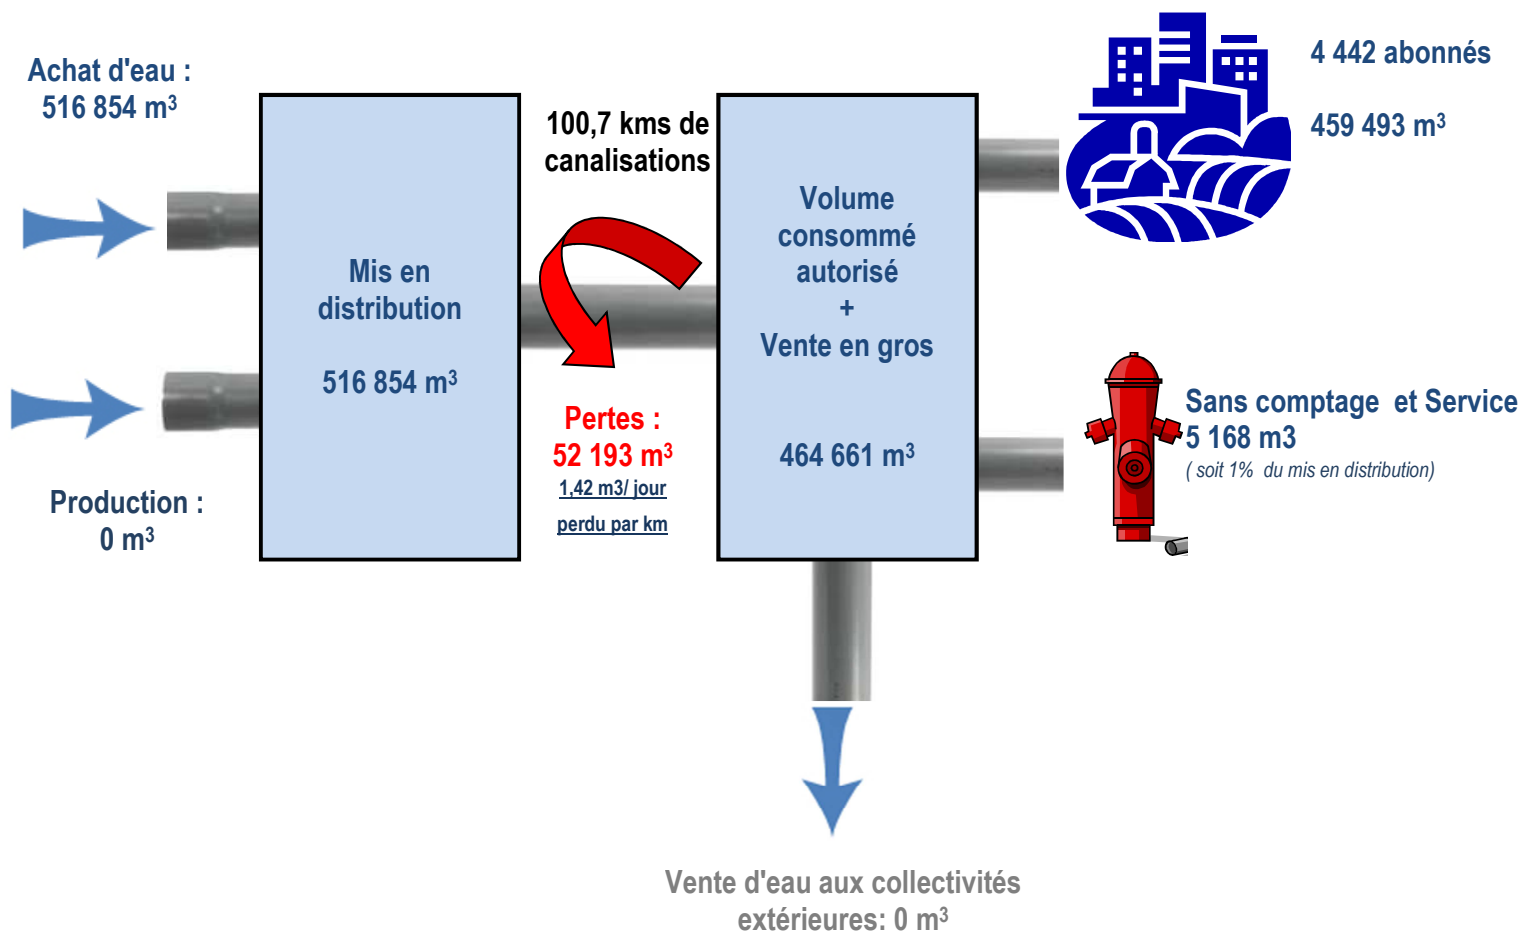 Achat d'eau :
516 854 m³
Production :
0 m³
Mis en
distribution
516 854 m³
100,7 kms de
canalisations
Pertes :
52 193 m³
1,42 m3/ jour
perdu par km
Volume
consommé
autorisé
+
Vente en gros
464 661 m³
4 442 abonnés
459 493 m³
Sans comptage  et Service
5 168 m3
( soit 1%  du mis en distribution)
Vente d'eau aux collectivités
extérieures: 0 m³